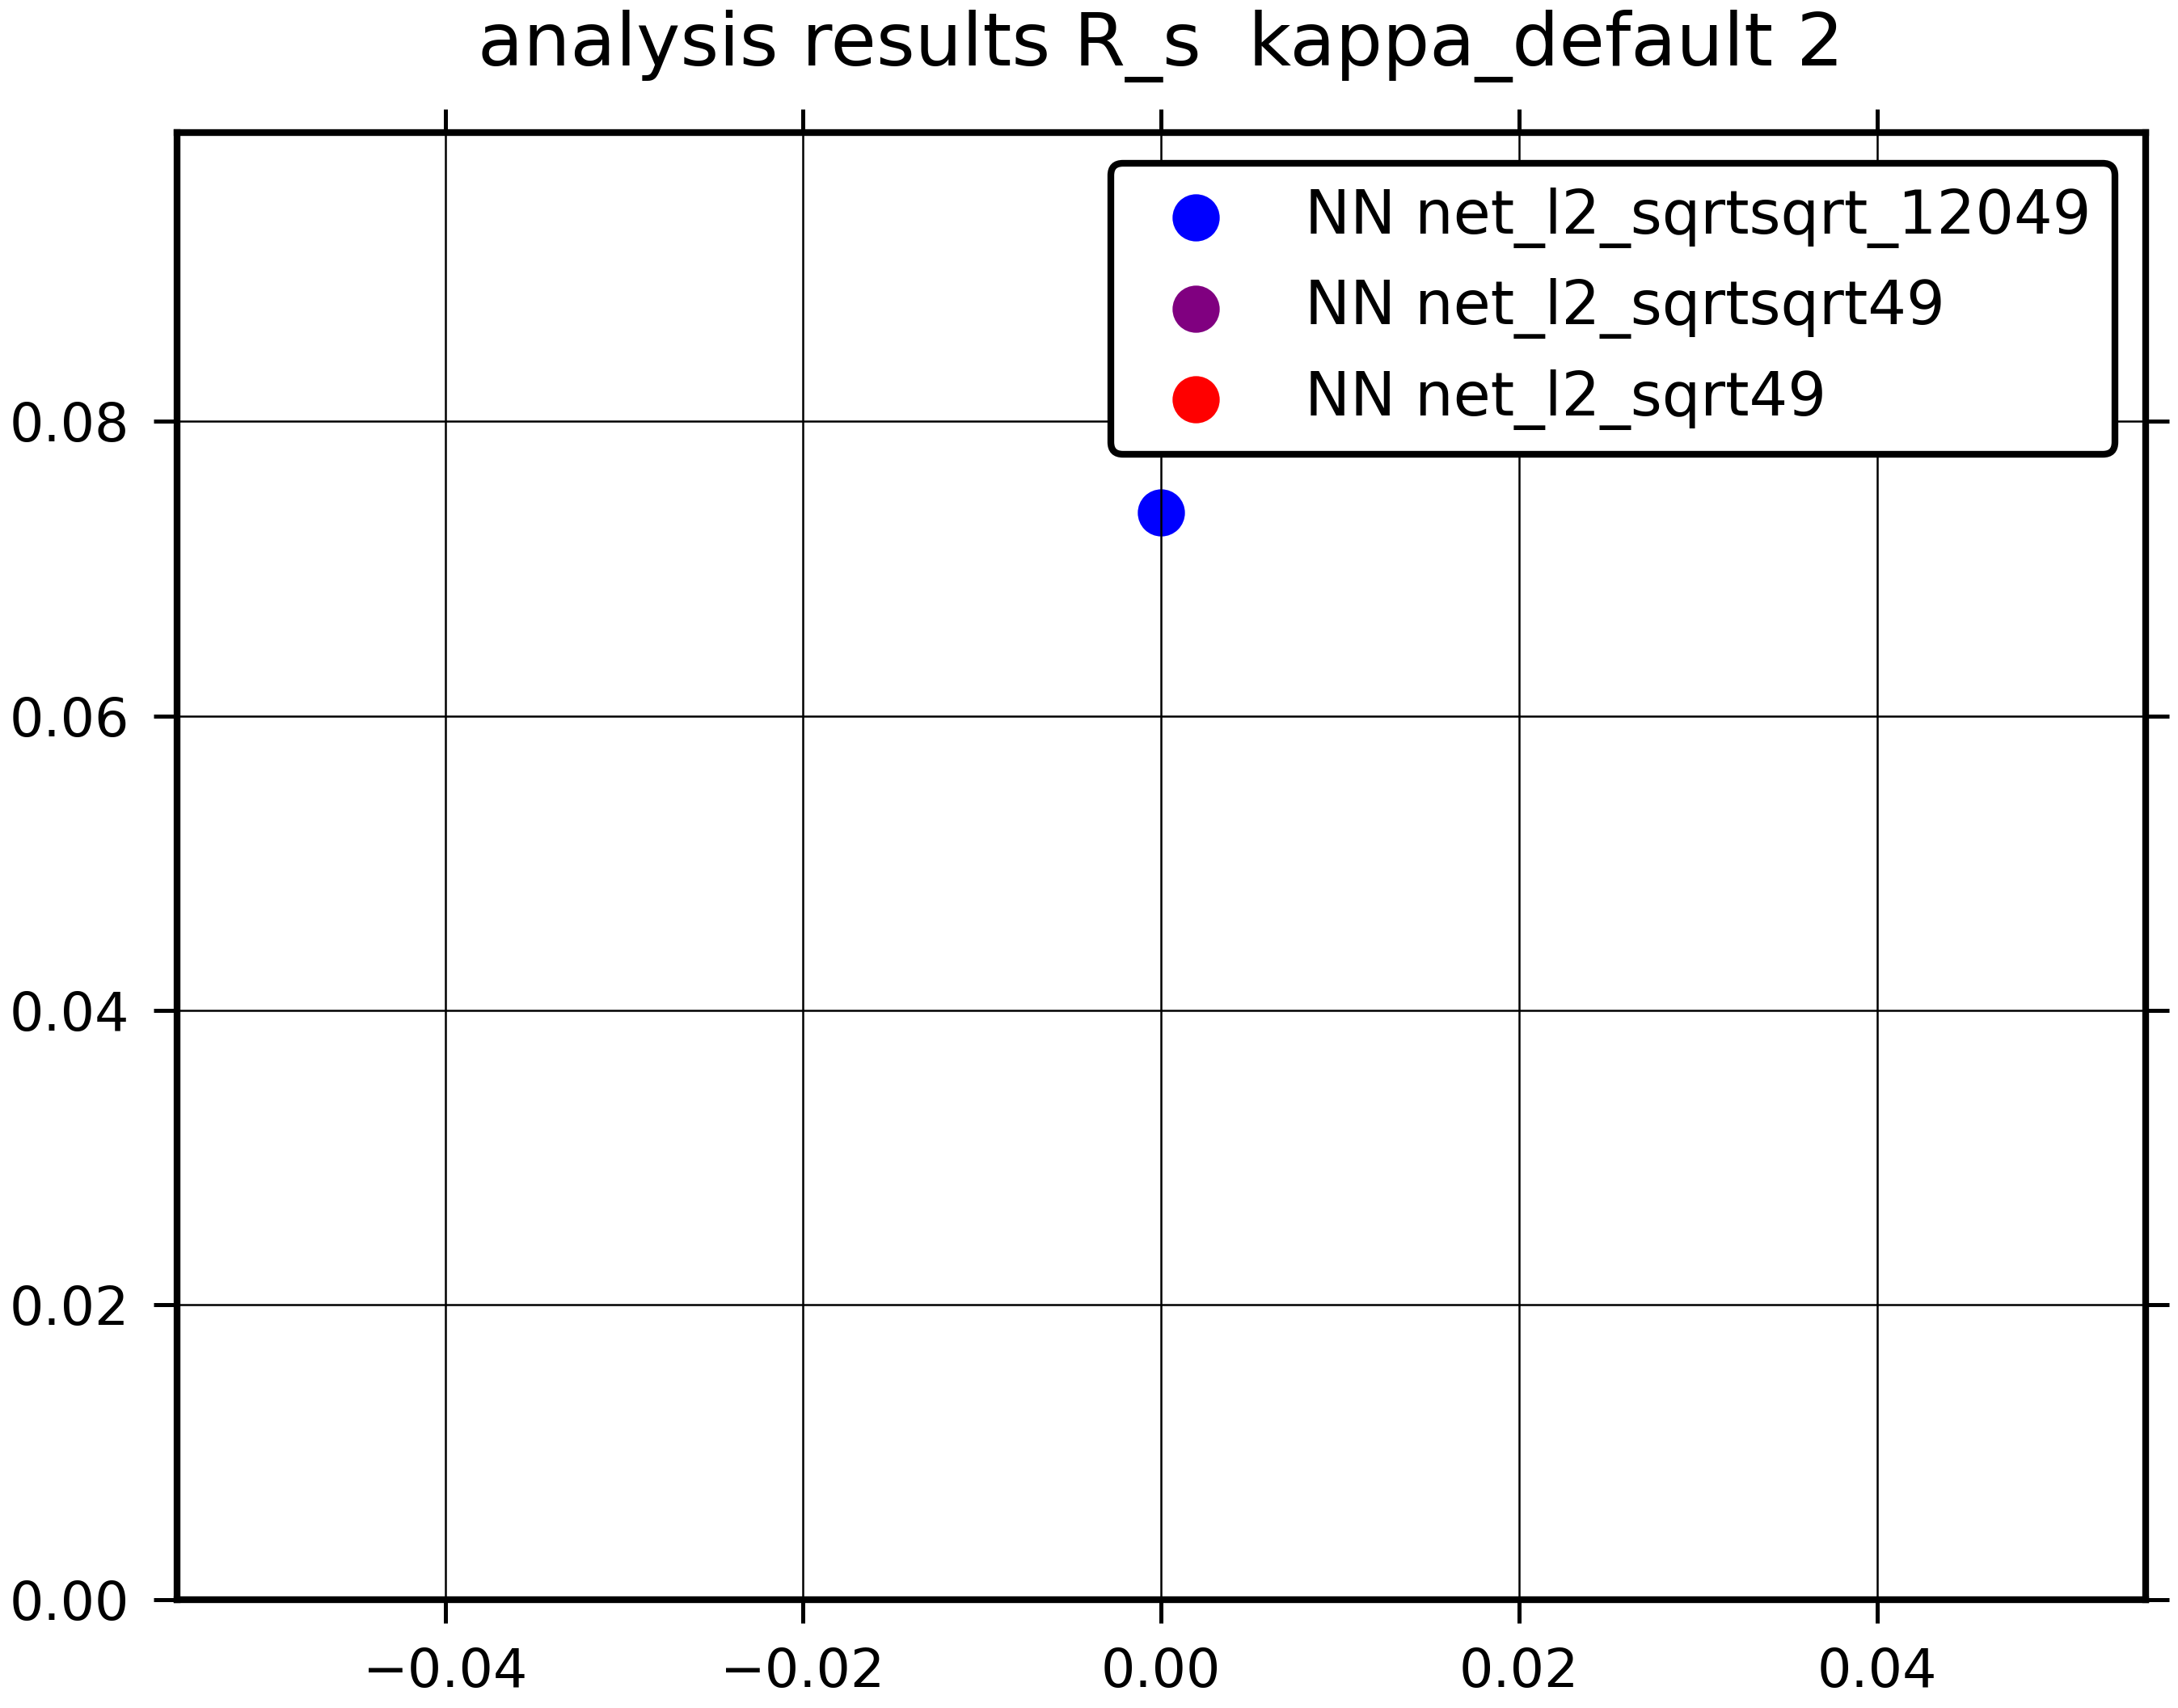 analysis results R_s  kappa_default 2
NN net_l2_sqrtsqrt_12049
NN net_l2_sqrtsqrt49
NN net_l2_sqrt49
0.08
0.06
0.04
0.02
0.00
−0.04 −0.02 0.00 0.02 0.04